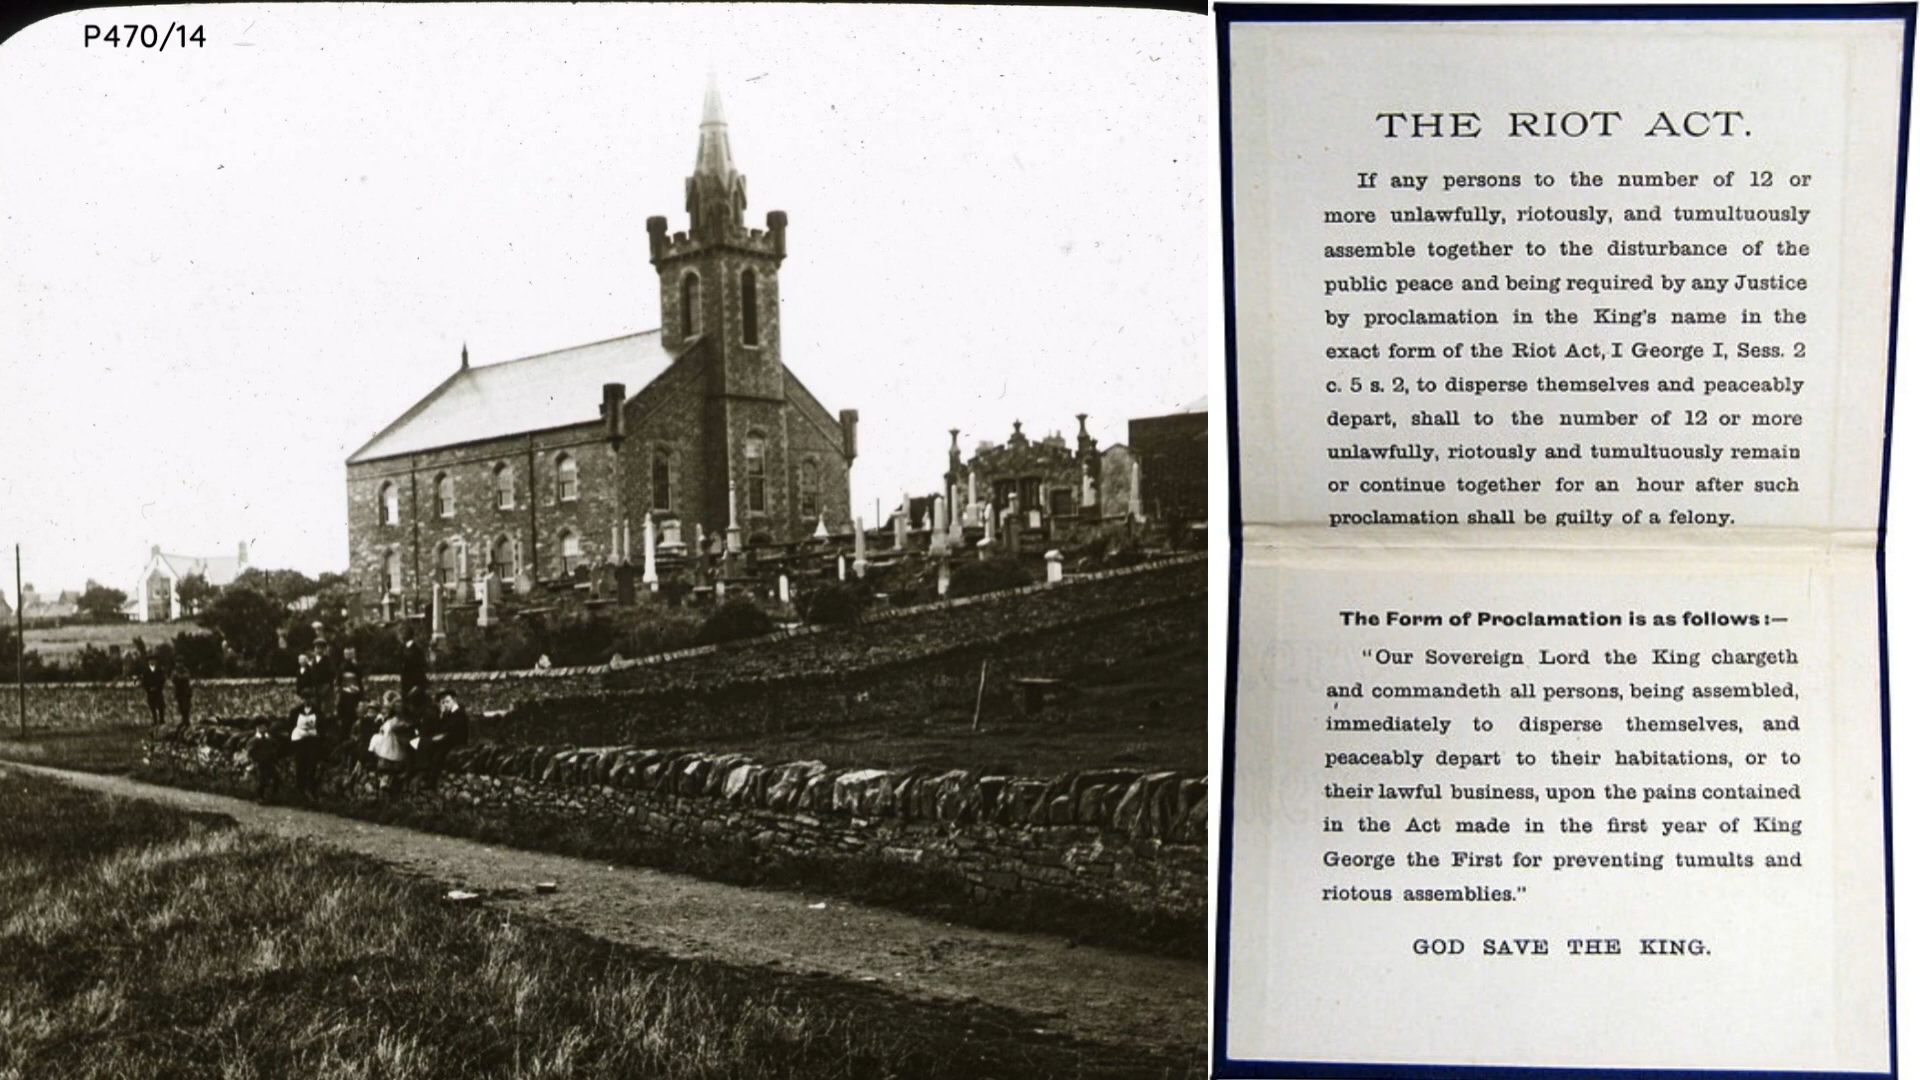 P470/14
THE RIOT ACT.
If any persons to the number of 12 or
more unlawfully, riotously, and tumultuously
assemble together to the disturbance of the
public peace and being required by any Justice
by proclamation in the King's name in the
exact form of the Riot Act, I George I, Sess. 2
c. 5 s. 2, to disperse themselves and peaceably
depart, shall to the number of 12 or more
unlawfully, riotously and tumultuously remain
or continue together for an hour after such
proclamation shall be guilty of a felony.
The Form of Proclamation is as follows:—
"Our Sovereign Lord the King chargeth
and commandeth all persons, being assembled,
immediately to disperse themselves, and
peaceably depart to their habitations, or to
their lawful business, upon the pains contained
in the Act made in the first year of King
George the First for preventing tumults and
riotous assemblies."
GOD SAVE THE KING.